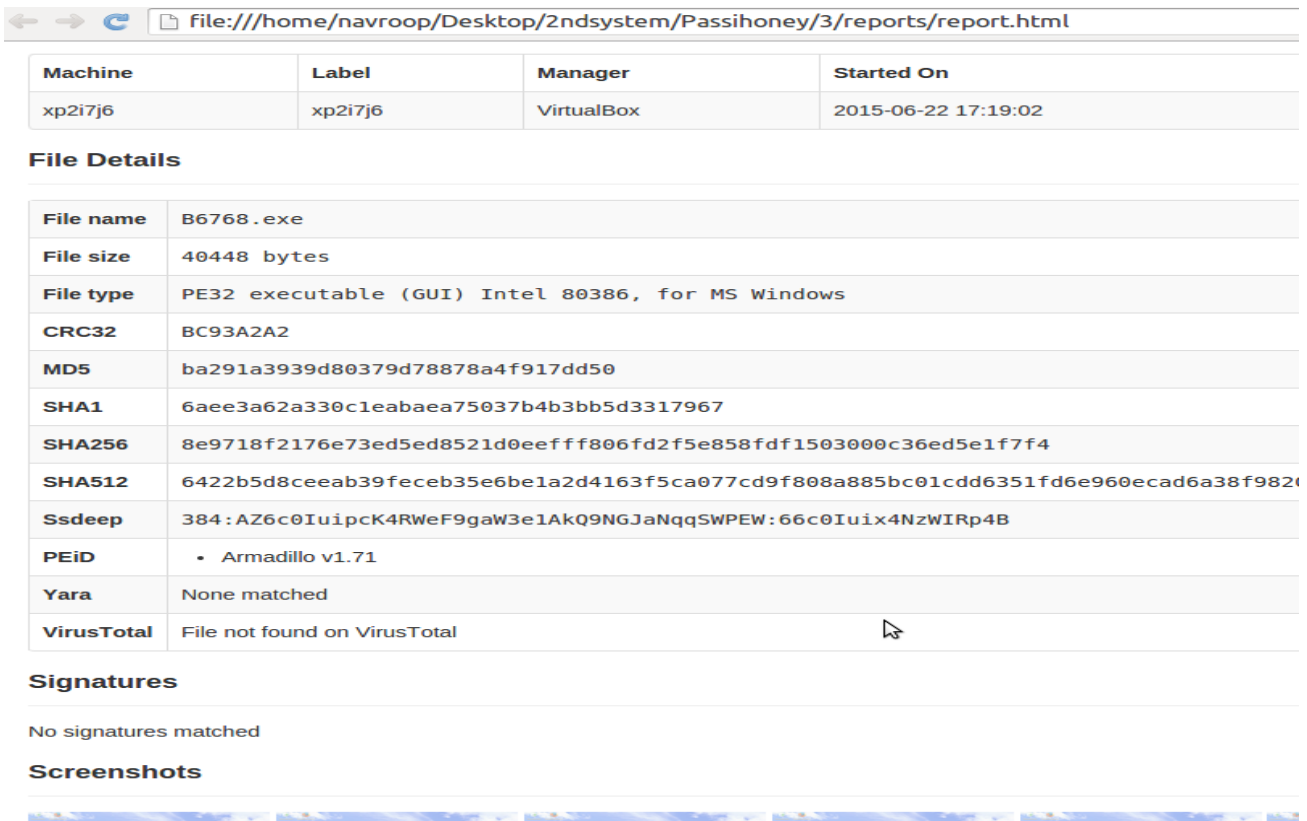 file:///home/navroop/Desktop/2ndsystem/Passihoney/3/reports/report.html
Machine Label Manager Started On
xp2i7j6 xp2i7j6 VirtualBox 2015-06-22 17:19:02
File Details
File name B6768.exe
File size 40448 bytes
File type PE32 executable (GUI) Intel 80386, for MS Windows
CRC32 BC93A2A2
MD5 ba291a3939d80379d78878a4f917dd50
SHA1 6aee3a62a330c1eabaea75037b4b3bb5d3317967
SHA256 8e9718f2176e73ed5ed8521d0eefff806fd2f5e858fdf1503000c36ed5e1f7f4
SHA512 6422b5d8ceeab39feceb35e6be1a2d4163f5ca077cd9f808a885bc01cdd6351fd6e960ecad6a38f982
Ssdeep 384:AZ6c0IuipcK4RWeF9gaW3e1AkQ9NGJaNqqSWPEW:66c0Iuix4NzWIRp4B
PEiD • Armadillo v1.71
Yara None matched
VirusTotal File not found on VirusTotal
Signatures
No signatures matched
Screenshots